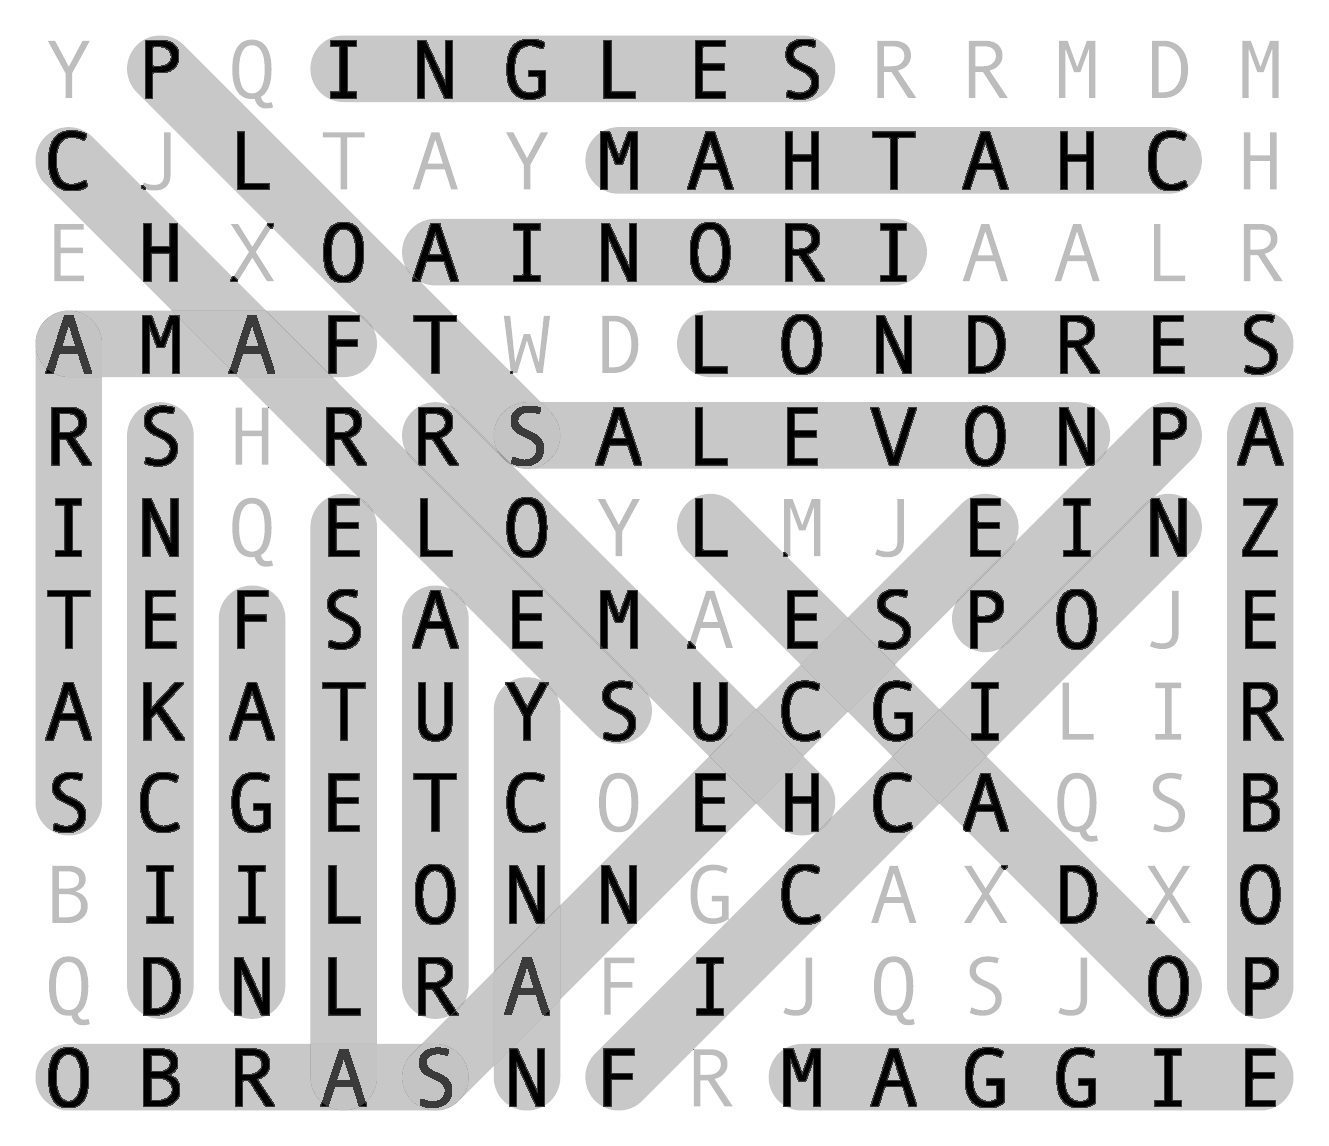 Y P Q I N G L E S R R M D M
C J L T A Y M A H T A H C H
E H X O A I N O R I A A L R
A M A F T W D L O N D R E S
R S H R R S A L E V O N P A
I N Q E L O Y L M J E I N Z
T E F S A E M A E S P O J E
A K A T U Y S U C G I L I R
S C G E T C O E H C A Q S B
B I I L O N N G C A X D X O
Q D N L R A F I J Q S J O P
O B R A S N F R M A G G I E